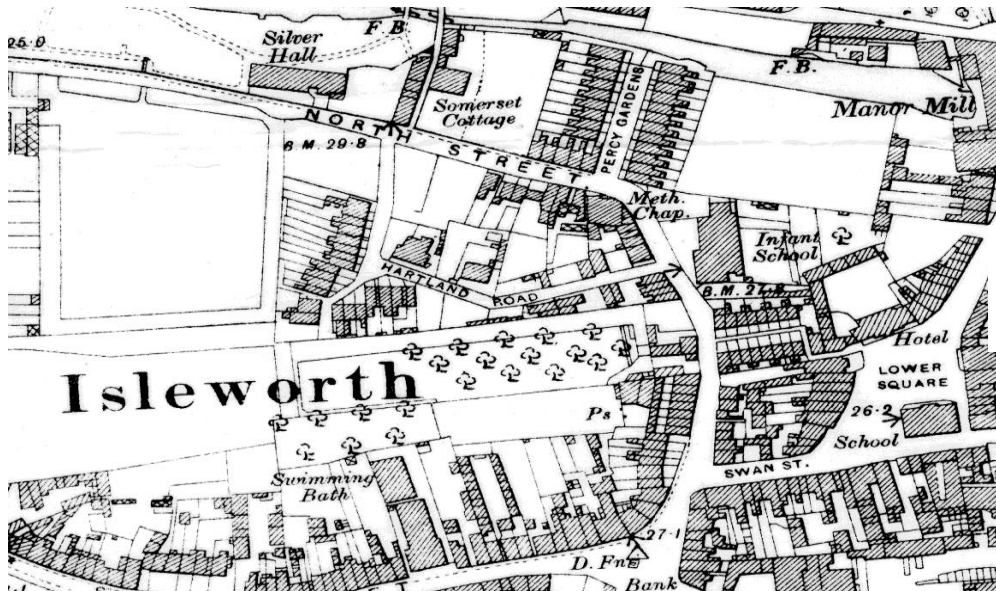 25·0
Silver
Hall
F. B.
F. B.
Manor Mill
Somerset
Cottage
PERCY GARDENS
NORTH STREET
B.M. 29·8
Meth.
Chap.
Infant
School
HARTLAND ROAD
B.M. 27·8
Hotel
LOWER
SQUARE
Isleworth
26·2
School
Ps
SWAN ST.
Swimming
Bath
27·1
D. Fn.
Bank